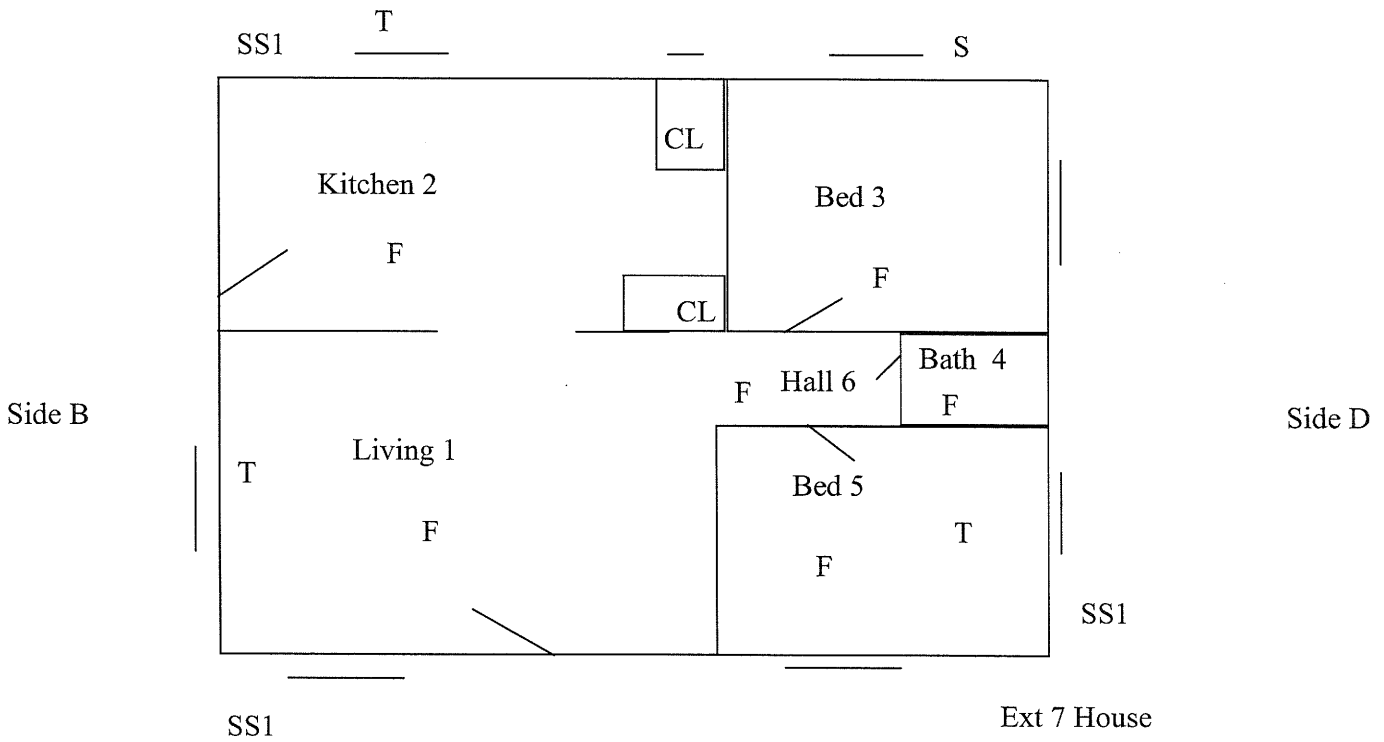 T
SS1
S
CL
Kitchen 2
Bed 3
F
F
CL
Bath 4
Hall 6
F
F
Side B
Side D
Living 1
T
Bed 5
F
T
F
SS1
SS1
Ext 7 House